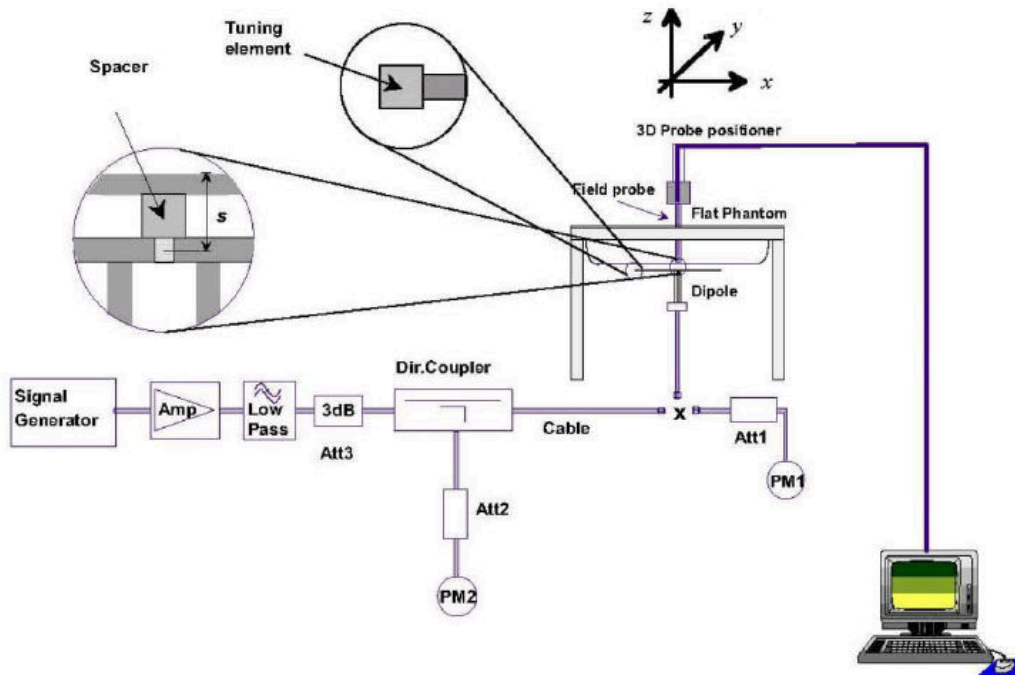 Tuning
element
Spacer
s
z
y
x
3D Probe positioner
Field probe
Flat Phantom
Dipole
Signal
Generator
Amp
Low
Pass
3dB
Att3
Dir.Coupler
Cable
x
Att1
PM1
Att2
PM2